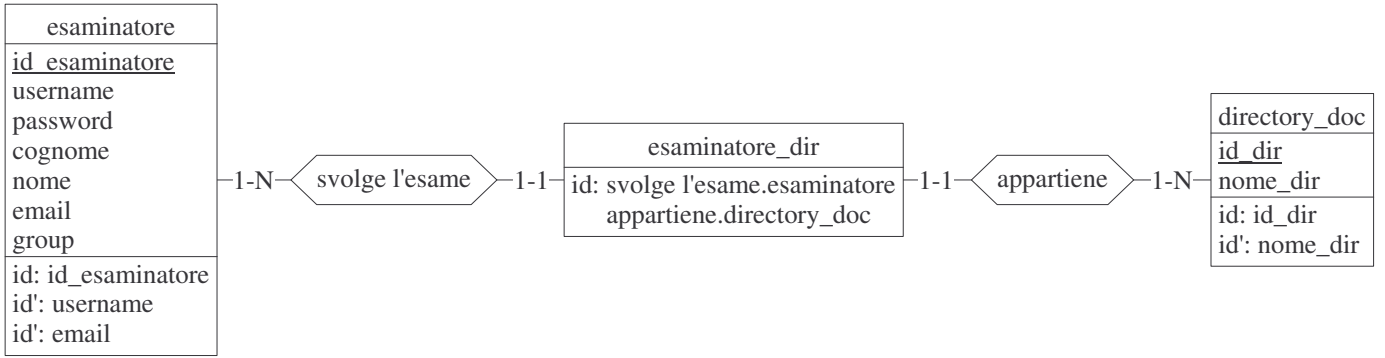 esaminatore
id_esaminatore
username
password
cognome
nome
email
group
id: id_esaminatore
id': username
id': email
1-N
svolge l'esame
1-1
esaminatore_dir
id: svolge l'esame.esaminatore
appartiene.directory_doc
1-1
appartiene
1-N
directory_doc
id_dir
nome_dir
id: id_dir
id': nome_dir